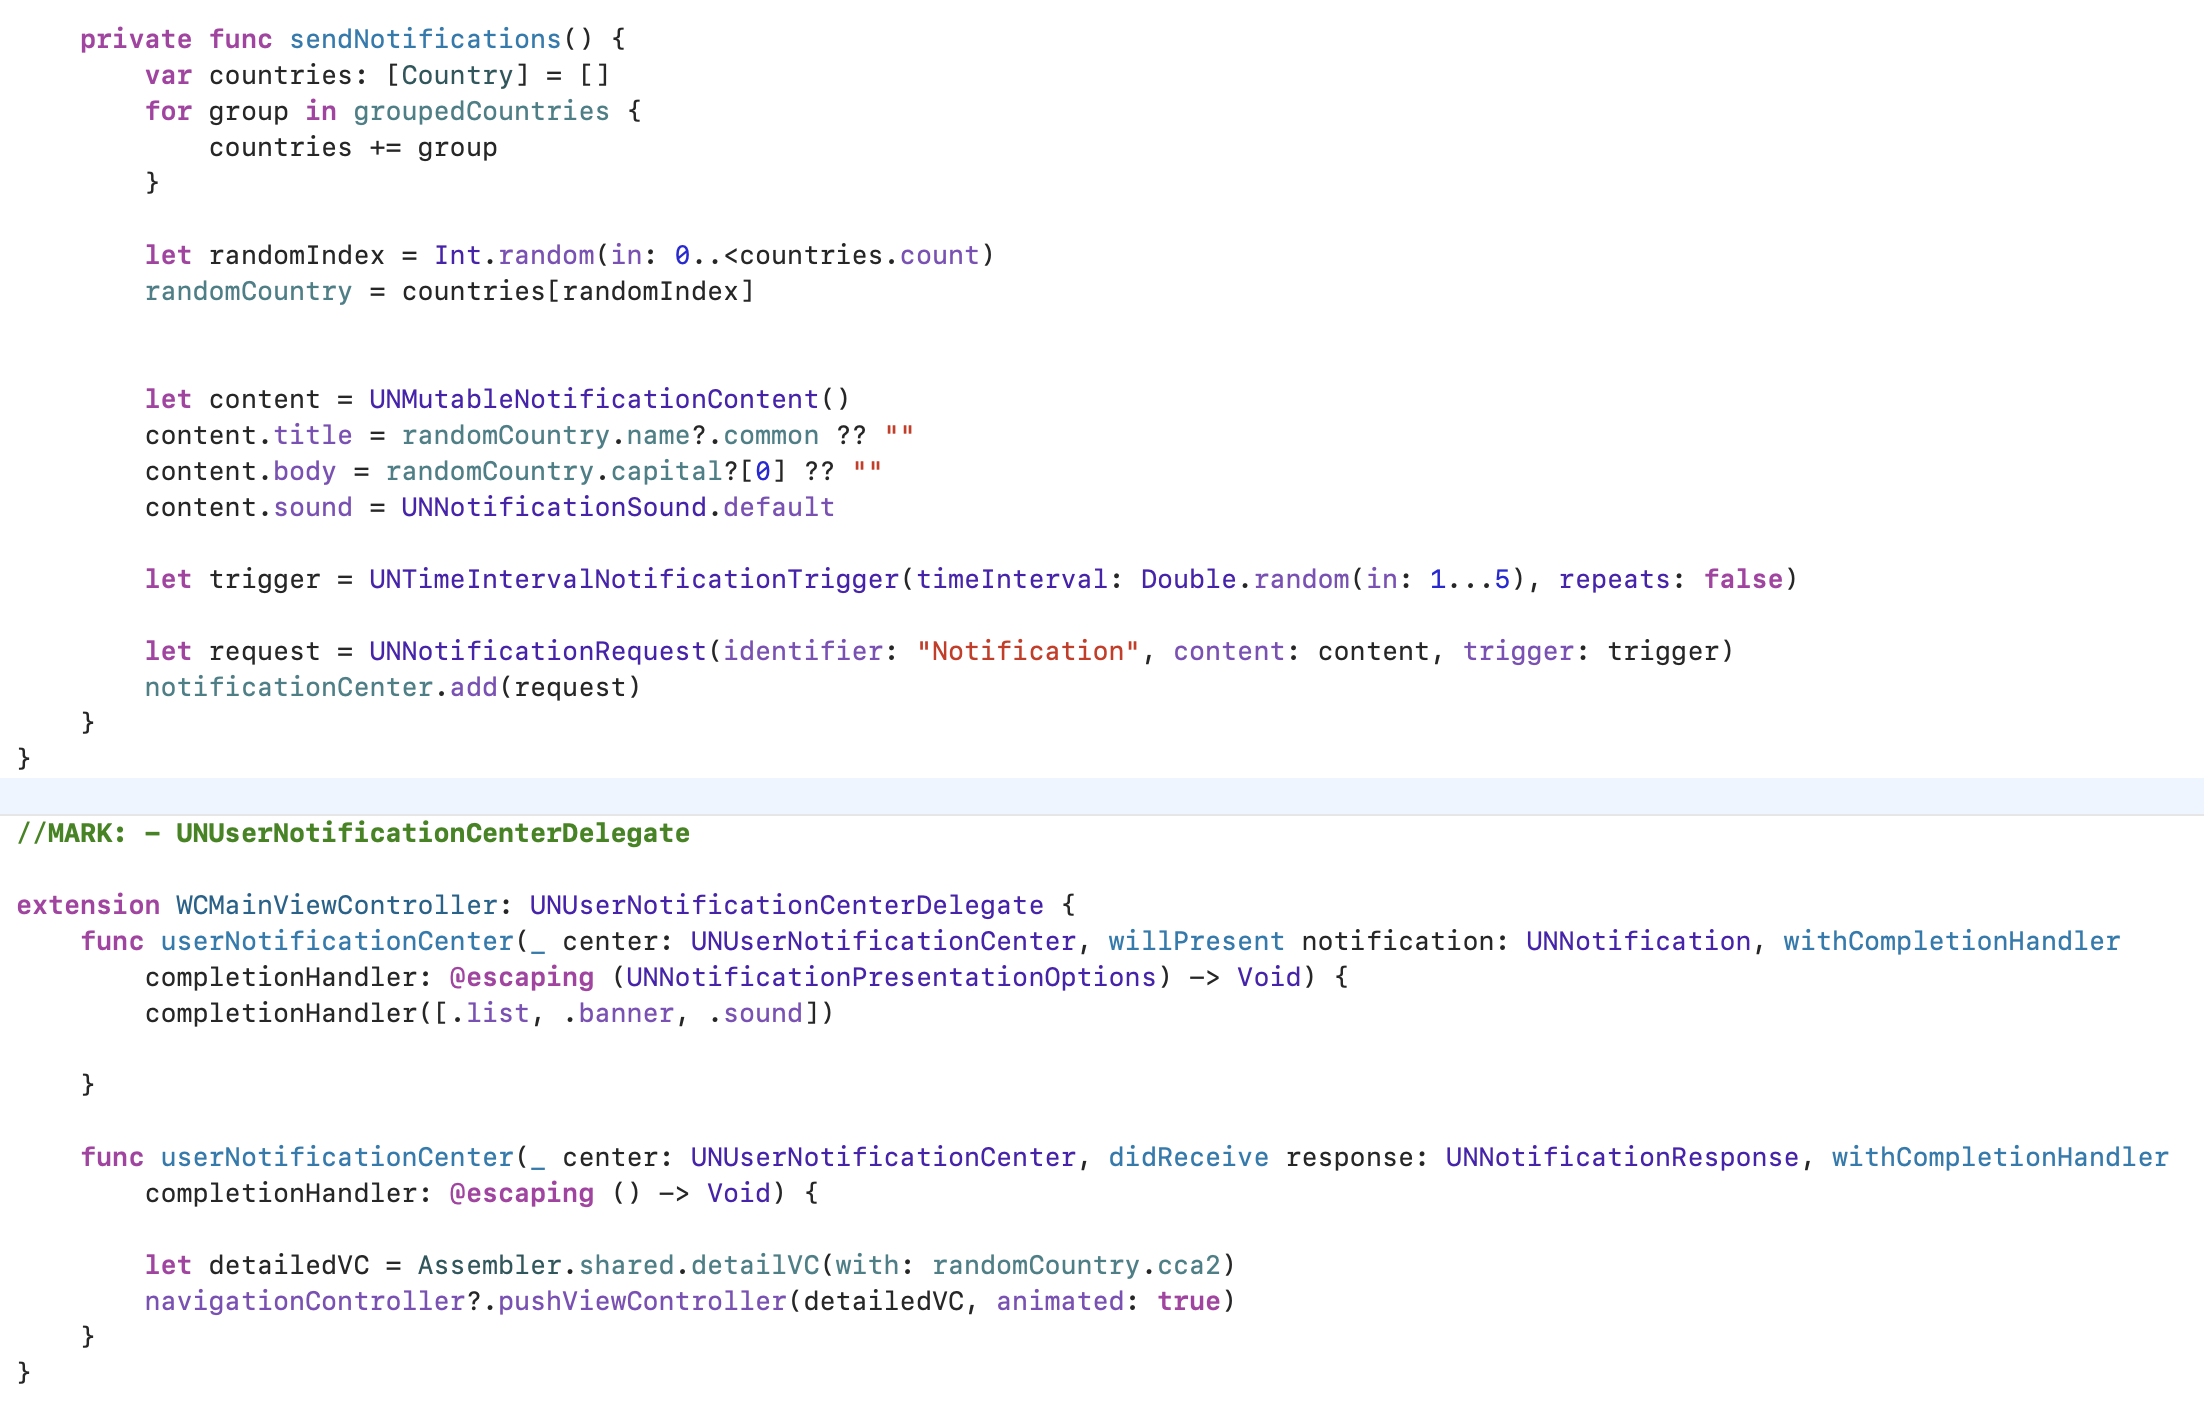 private func sendNotifications() {
var countries: [Country] = []
for group in groupedCountries {
countries += group
}
let randomIndex = Int.random(in: 0..<countries.count)
randomCountry = countries[randomIndex]
let content = UNMutableNotificationContent()
content.title = randomCountry.name?.common ?? ""
content.body = randomCountry.capital?[0] ?? ""
content.sound = UNNotificationSound.default
let trigger = UNTimeIntervalNotificationTrigger(timeInterval: Double.random(in: 1...5), repeats: false)
let request = UNNotificationRequest(identifier: "Notification", content: content, trigger: trigger)
notificationCenter.add(request)
}
}
//MARK: - UNUserNotificationCenterDelegate
extension WCMainViewController: UNUserNotificationCenterDelegate {
func userNotificationCenter(_ center: UNUserNotificationCenter, willPresent notification: UNNotification, withCompletionHandler
completionHandler: @escaping (UNNotificationPresentationOptions) -> Void) {
completionHandler([.list, .banner, .sound])
}
func userNotificationCenter(_ center: UNUserNotificationCenter, didReceive response: UNNotificationResponse, withCompletionHandler
completionHandler: @escaping () -> Void) {
let detailedVC = Assembler.shared.detailVC(with: randomCountry.cca2)
navigationController?.pushViewController(detailedVC, animated: true)
}
}